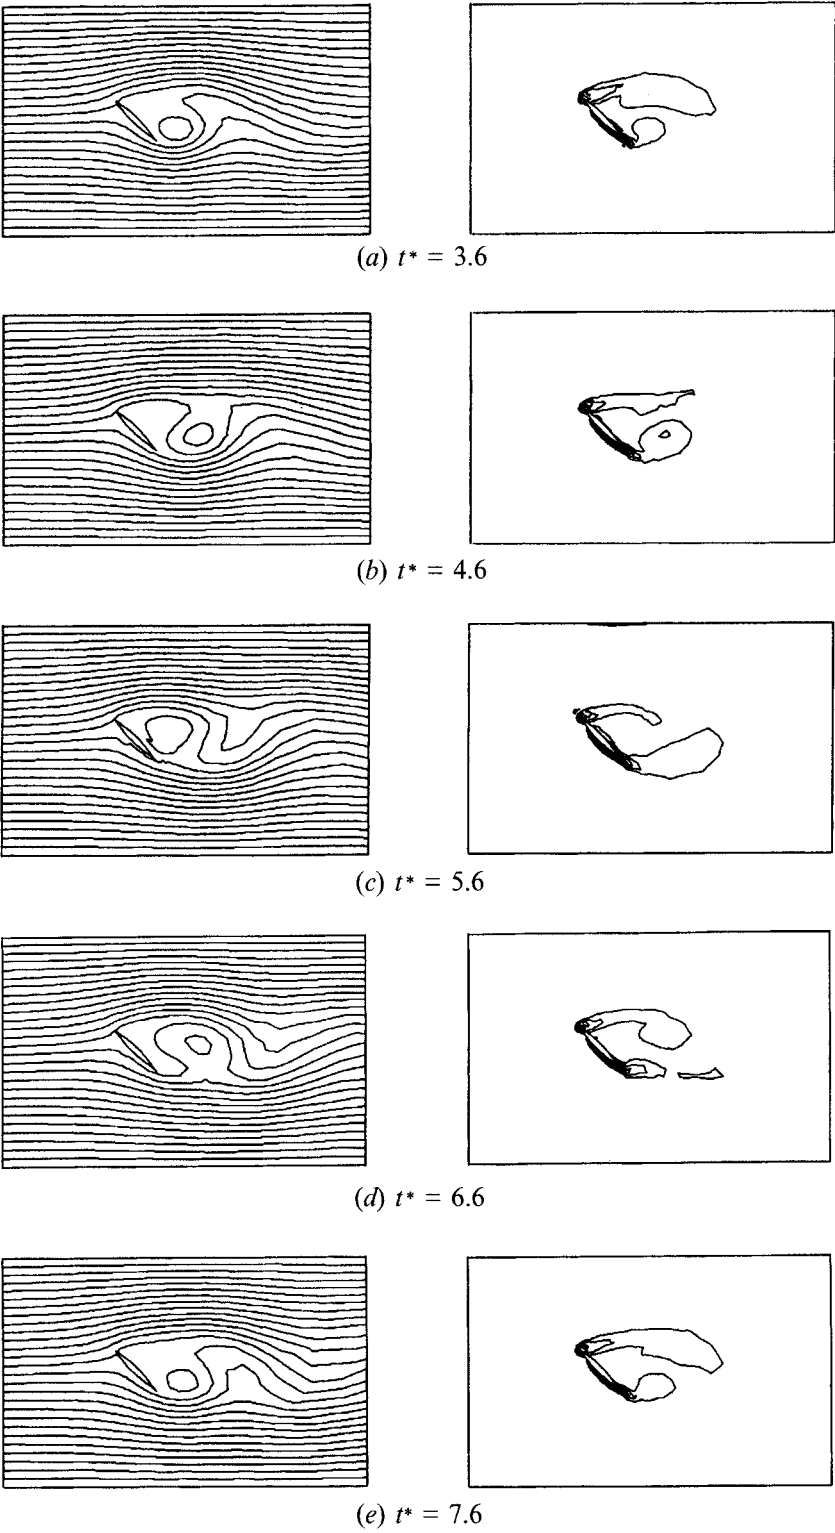 (a) t* = 3.6
(b) t* = 4.6
(c) t* = 5.6
(d) t* = 6.6
(e) t* = 7.6